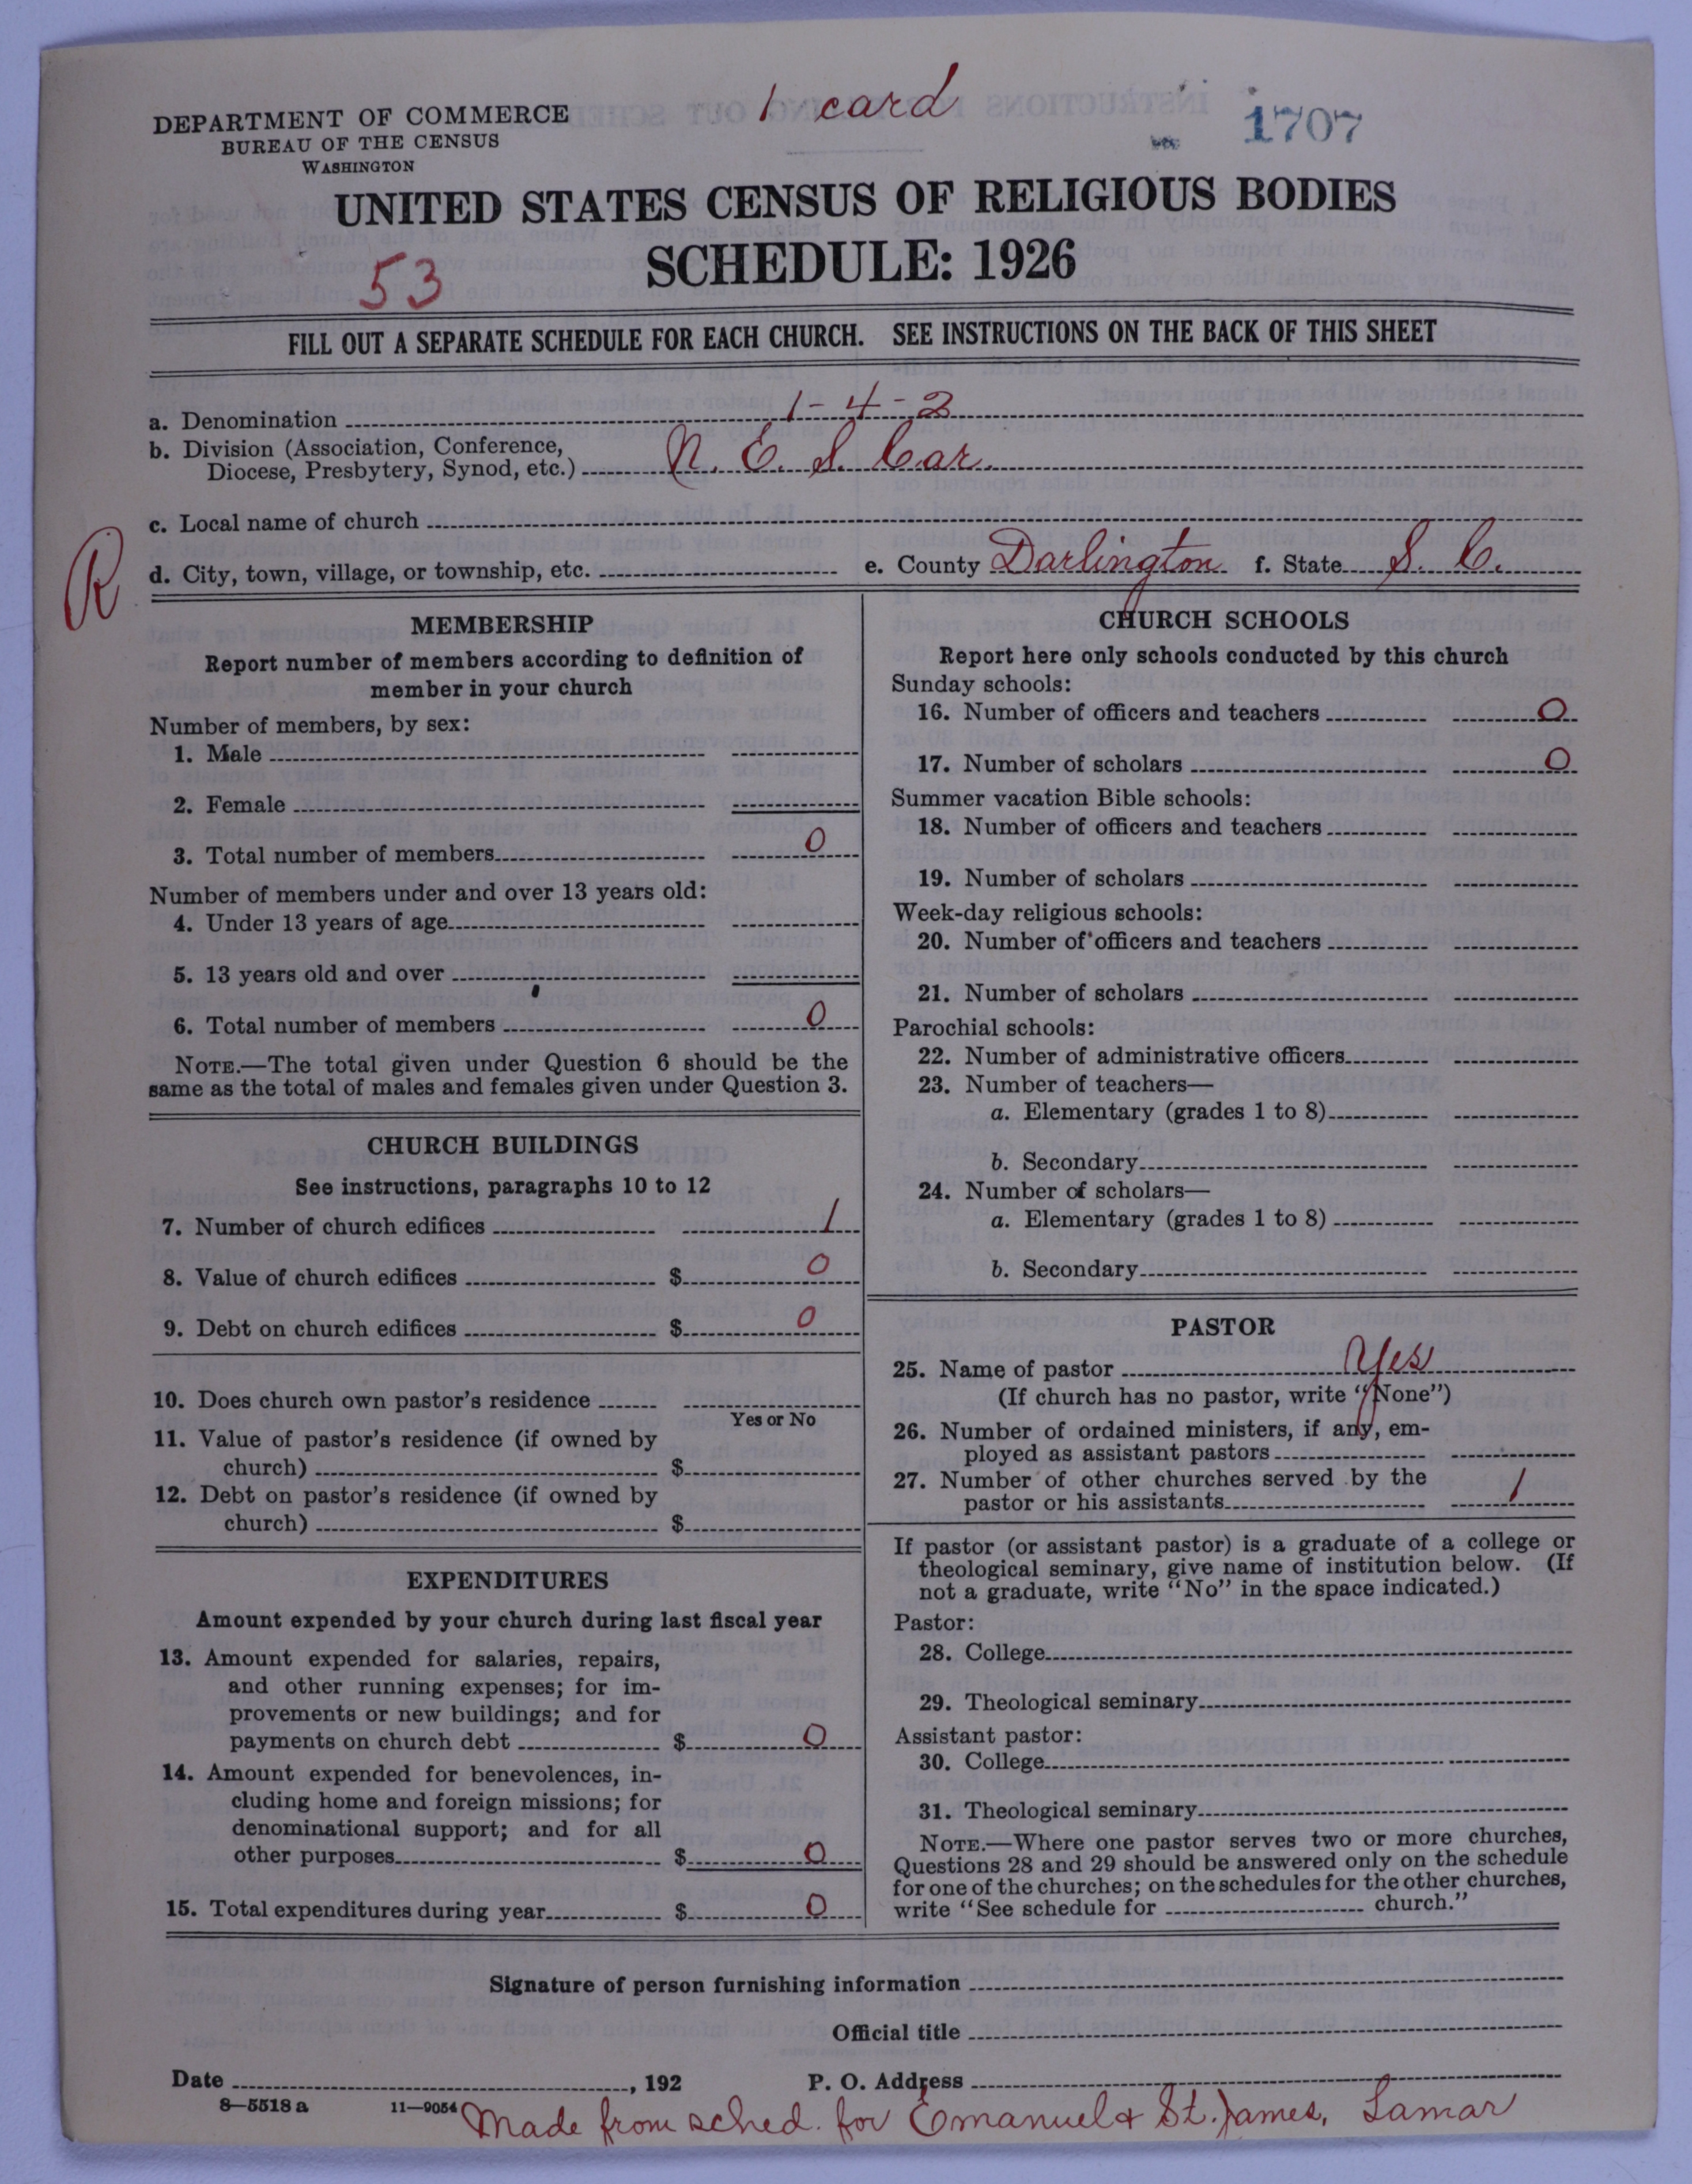 1 card
1707
DEPARTMENT OF COMMERCE
BUREAU OF THE CENSUS
WASHINGTON
UNITED STATES CENSUS OF RELIGIOUS BODIES
SCHEDULE: 1926
53
FILL OUT A SEPARATE SCHEDULE FOR EACH CHURCH. SEE INSTRUCTIONS ON THE BACK OF THIS SHEET
a. Denomination 1-4-2
b. Division (Association, Conference,
Diocese, Presbytery, Synod, etc.) N. E. S. Car.
c. Local name of church
R
d. City, town, village, or township, etc. e. County Darlington f. State S. C.
MEMBERSHIP
Report number of members according to definition of
member in your church
Number of members, by sex:
1. Male
2. Female
3. Total number of members 0
Number of members under and over 13 years old:
4. Under 13 years of age
5. 13 years old and over
6. Total number of members 0
NOTE.—The total given under Question 6 should be the
same as the total of males and females given under Question 3.
CHURCH BUILDINGS
See instructions, paragraphs 10 to 12
7. Number of church edifices 1
8. Value of church edifices $ 0
9. Debt on church edifices $ 0
10. Does church own pastor's residence
Yes or No
11. Value of pastor's residence (if owned by
church) $
12. Debt on pastor's residence (if owned by
church) $
EXPENDITURES
Amount expended by your church during last fiscal year
13. Amount expended for salaries, repairs,
and other running expenses; for im-
provements or new buildings; and for
payments on church debt $ 0
14. Amount expended for benevolences, in-
cluding home and foreign missions; for
denominational support; and for all
other purposes $ 0
15. Total expenditures during year $ 0
CHURCH SCHOOLS
Report here only schools conducted by this church
Sunday schools:
16. Number of officers and teachers 0
17. Number of scholars 0
Summer vacation Bible schools:
18. Number of officers and teachers
19. Number of scholars
Week-day religious schools:
20. Number of officers and teachers
21. Number of scholars
Parochial schools:
22. Number of administrative officers
23. Number of teachers—
a. Elementary (grades 1 to 8)
b. Secondary
24. Number of scholars—
a. Elementary (grades 1 to 8)
b. Secondary
PASTOR
25. Name of pastor Yes
(If church has no pastor, write "None")
26. Number of ordained ministers, if any, em-
ployed as assistant pastors
27. Number of other churches served by the
pastor or his assistants 1
If pastor (or assistant pastor) is a graduate of a college or
theological seminary, give name of institution below. (If
not a graduate, write "No" in the space indicated.)
Pastor:
28. College
29. Theological seminary
Assistant pastor:
30. College
31. Theological seminary
NOTE.—Where one pastor serves two or more churches,
Questions 28 and 29 should be answered only on the schedule
for one of the churches; on the schedules for the other churches,
write "See schedule for church."
Signature of person furnishing information
Official title
Date , 192 P. O. Address
8—5518 a 11—9054
Made from sched. for Emanuel & St. James, Lamar